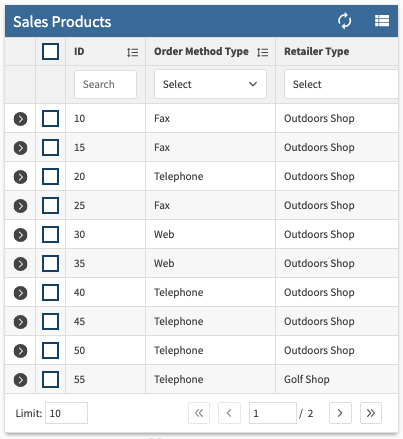 Sales Products
ID Order Method Type Retailer Type
Search Select Select
10 Fax Outdoors Shop
15 Fax Outdoors Shop
20 Telephone Outdoors Shop
25 Fax Outdoors Shop
30 Web Outdoors Shop
35 Web Outdoors Shop
40 Telephone Outdoors Shop
45 Telephone Outdoors Shop
50 Telephone Outdoors Shop
55 Telephone Golf Shop
Limit: 10 1 / 2